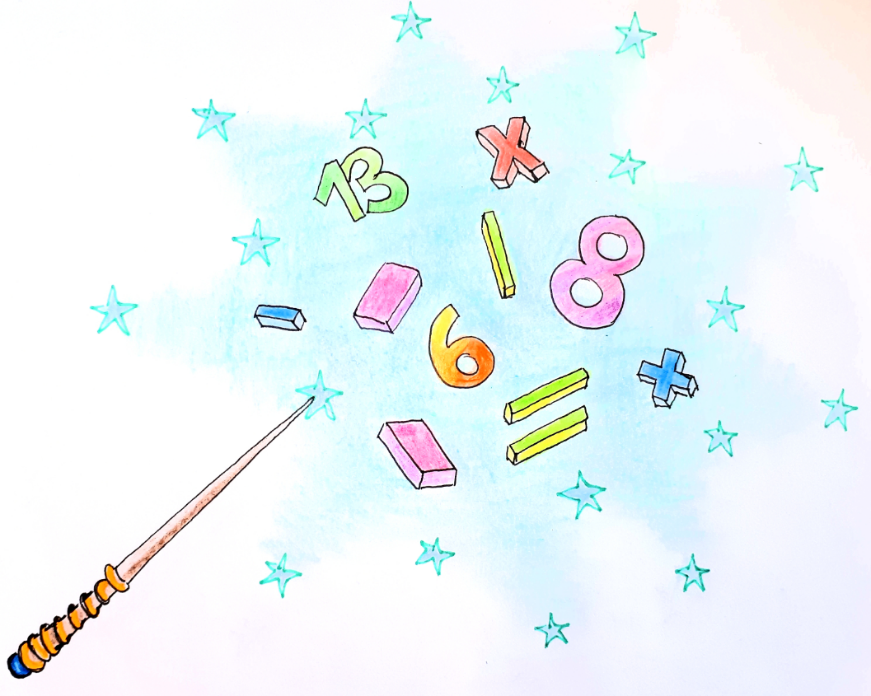 13 x
| 8
-
6
= +